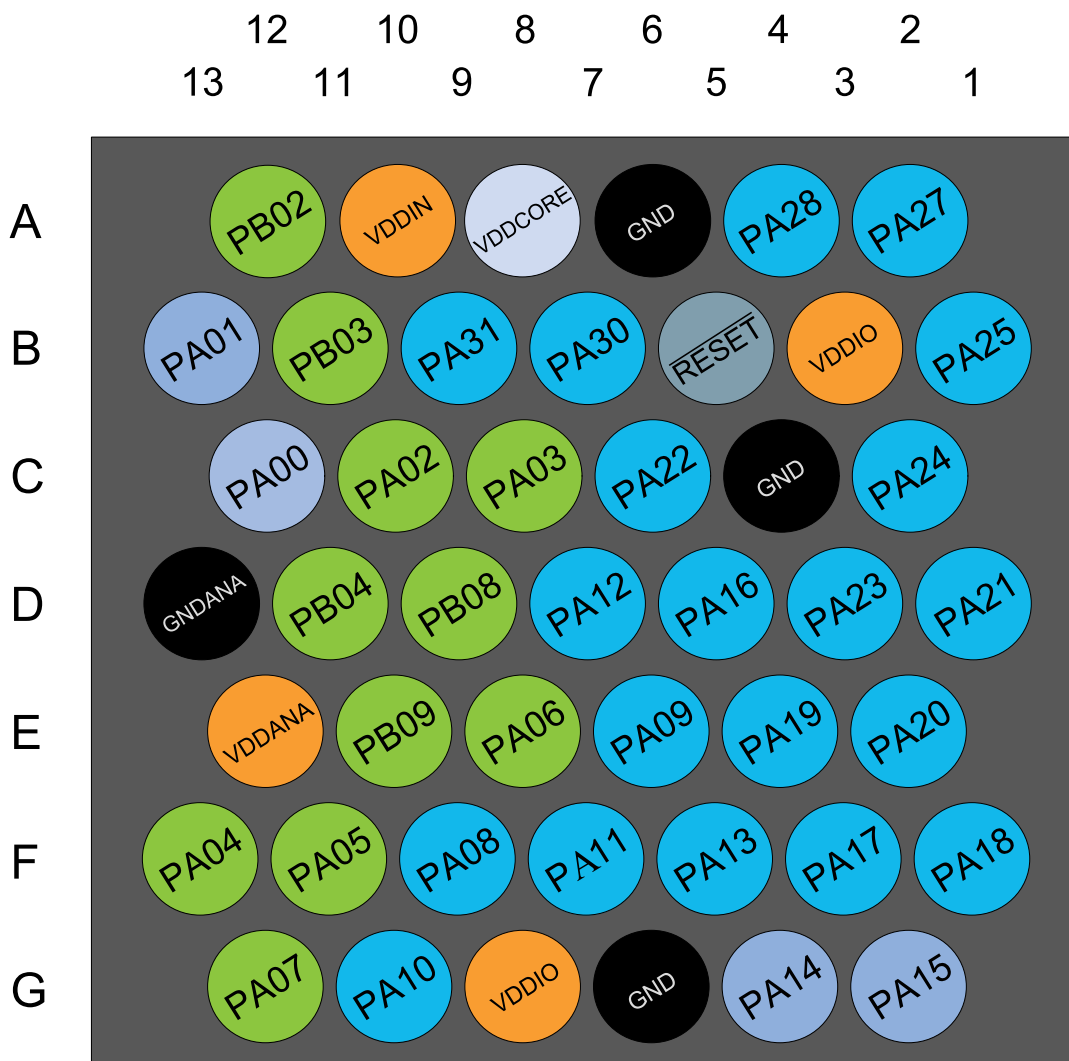 12 10 8 6 4 2
13 11 9 7 5 3 1
A PB02 VDDIN VDDCORE GND PA28 PA27
B PA01 PB03 PA31 PA30 RESET VDDIO PA25
C PA00 PA02 PA03 PA22 GND PA24
D GNDANA PB04 PB08 PA12 PA16 PA23 PA21
E VDDANA PB09 PA06 PA09 PA19 PA20
F PA04 PA05 PA08 PA11 PA13 PA17 PA18
G PA07 PA10 VDDIO GND PA14 PA15